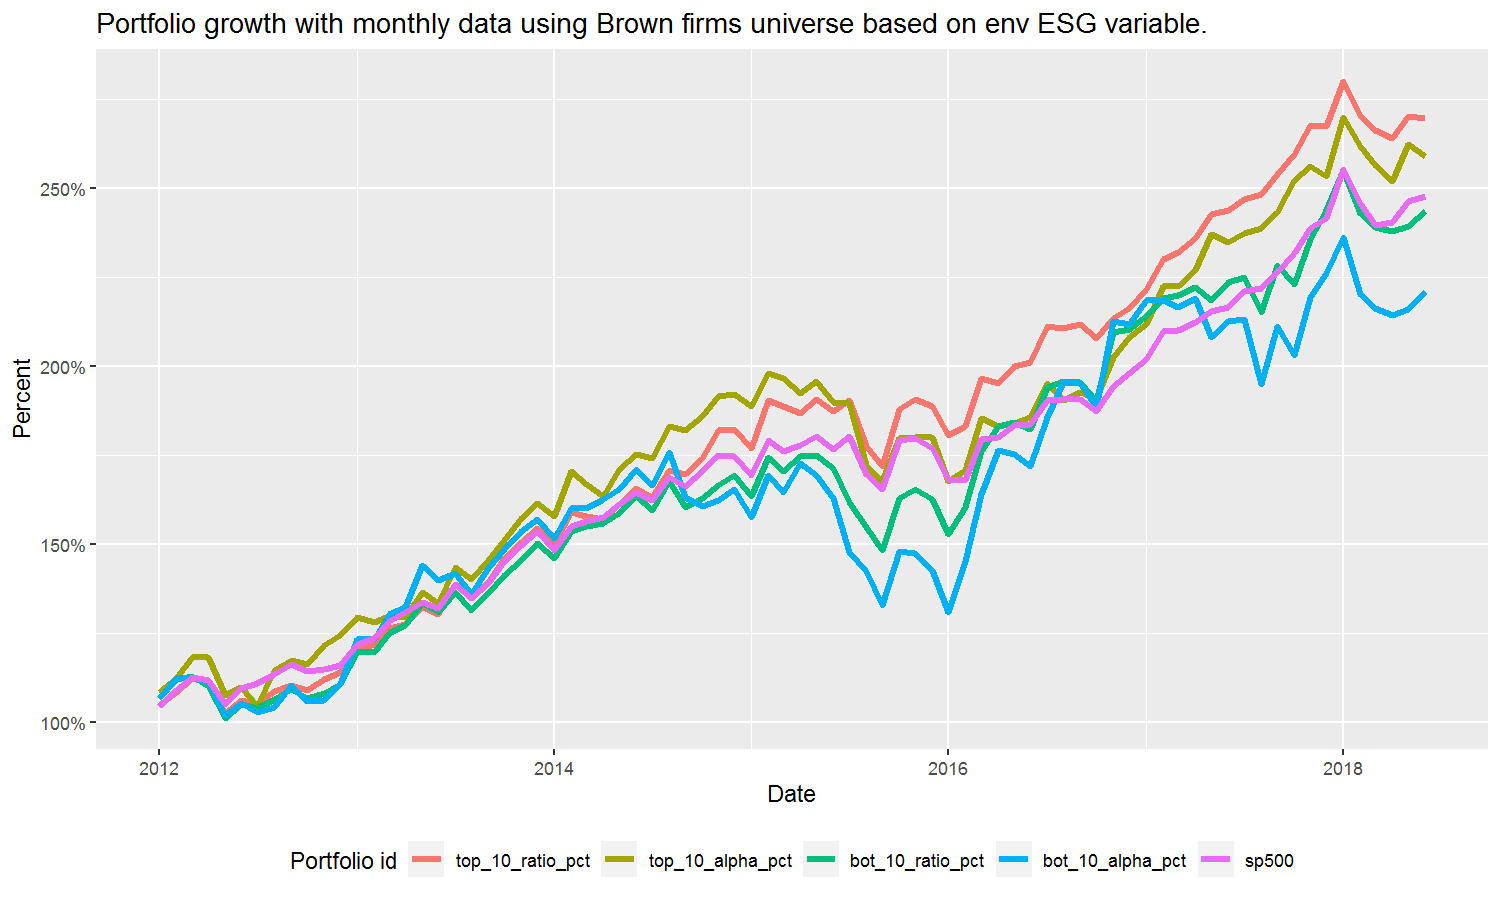 Portfolio growth with monthly data using Brown firms universe based on env ESG variable.
250%
200%
150%
100%
Percent
2012 2014 2016 2018
Date
Portfolio id top_10_ratio_pct top_10_alpha_pct bot_10_ratio_pct bot_10_alpha_pct sp500